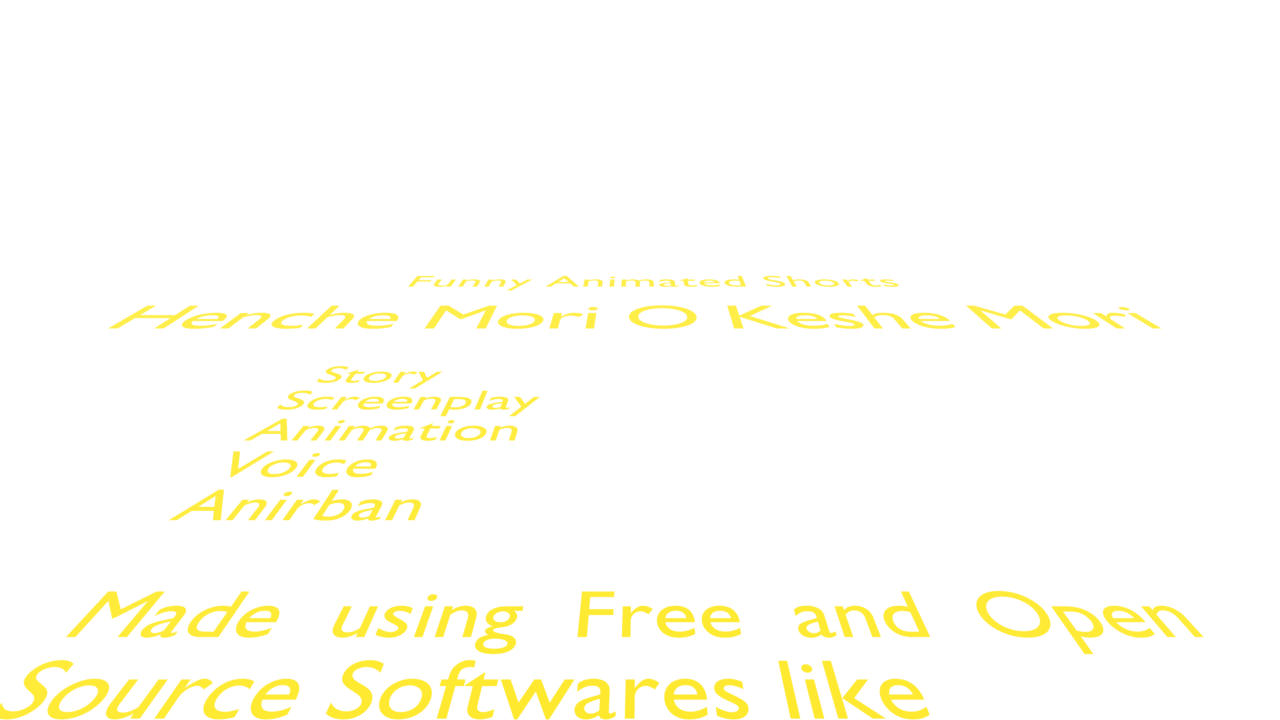 Funny Animated Shorts
Henche Mori O Keshe Mori
Story
Screenplay
Animation
Voice
Anirban
Made using Free and Open
Source Softwares like